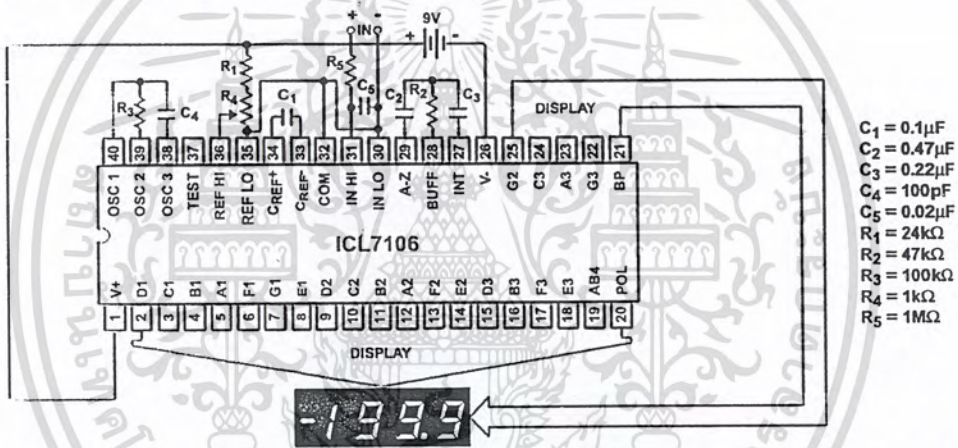 + IN -
9V
+ -
R1
R5
R4
C5
R3
C4
C1
C2
R2
C3
DISPLAY
40 39 38 37 36 35 34 33 32 31 30 29 28 27 26 25 24 23 22 21
OSC 1 OSC 2 OSC 3 TEST REF HI REF LO CREF+ CREF- COM IN HI IN LO A-Z BUFF INT V- G2 C3 A3 G3 BP
ICL7106
V+ D1 C1 B1 A1 F1 G1 E1 D2 C2 B2 A2 F2 E2 D3 B3 F3 E3 AB4 POL
1 2 3 4 5 6 7 8 9 10 11 12 13 14 15 16 17 18 19 20
DISPLAY
-199.9
C1 = 0.1µF
C2 = 0.47µF
C3 = 0.22µF
C4 = 100pF
C5 = 0.02µF
R1 = 24kΩ
R2 = 47kΩ
R3 = 100kΩ
R4 = 1kΩ
R5 = 1MΩ